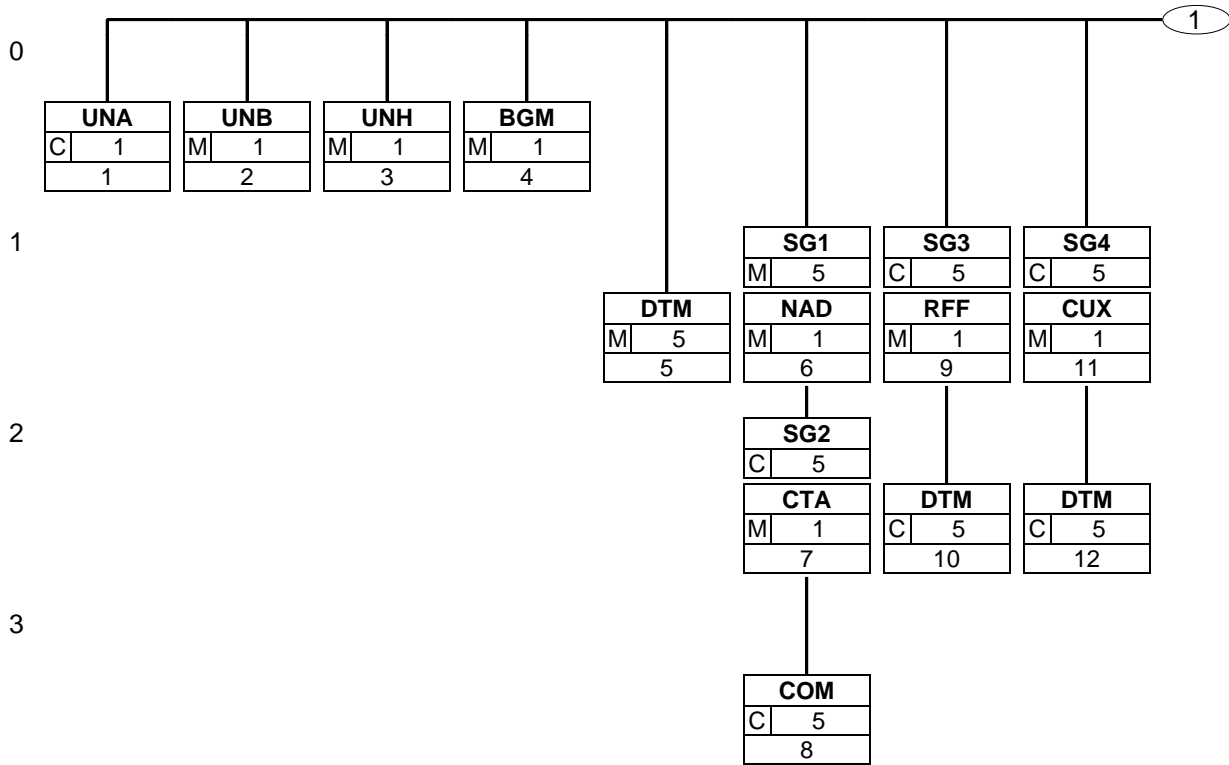 1
0
UNA UNB UNH BGM
C 1 M 1 M 1 M 1
1 2 3 4
1 SG1 SG3 SG4
M 5 C 5 C 5
DTM NAD RFF CUX
M 5 M 1 M 1 M 1
5 6 9 11
2 SG2
C 5
CTA DTM DTM
M 1 C 5 C 5
7 10 12
3
COM
C 5
8